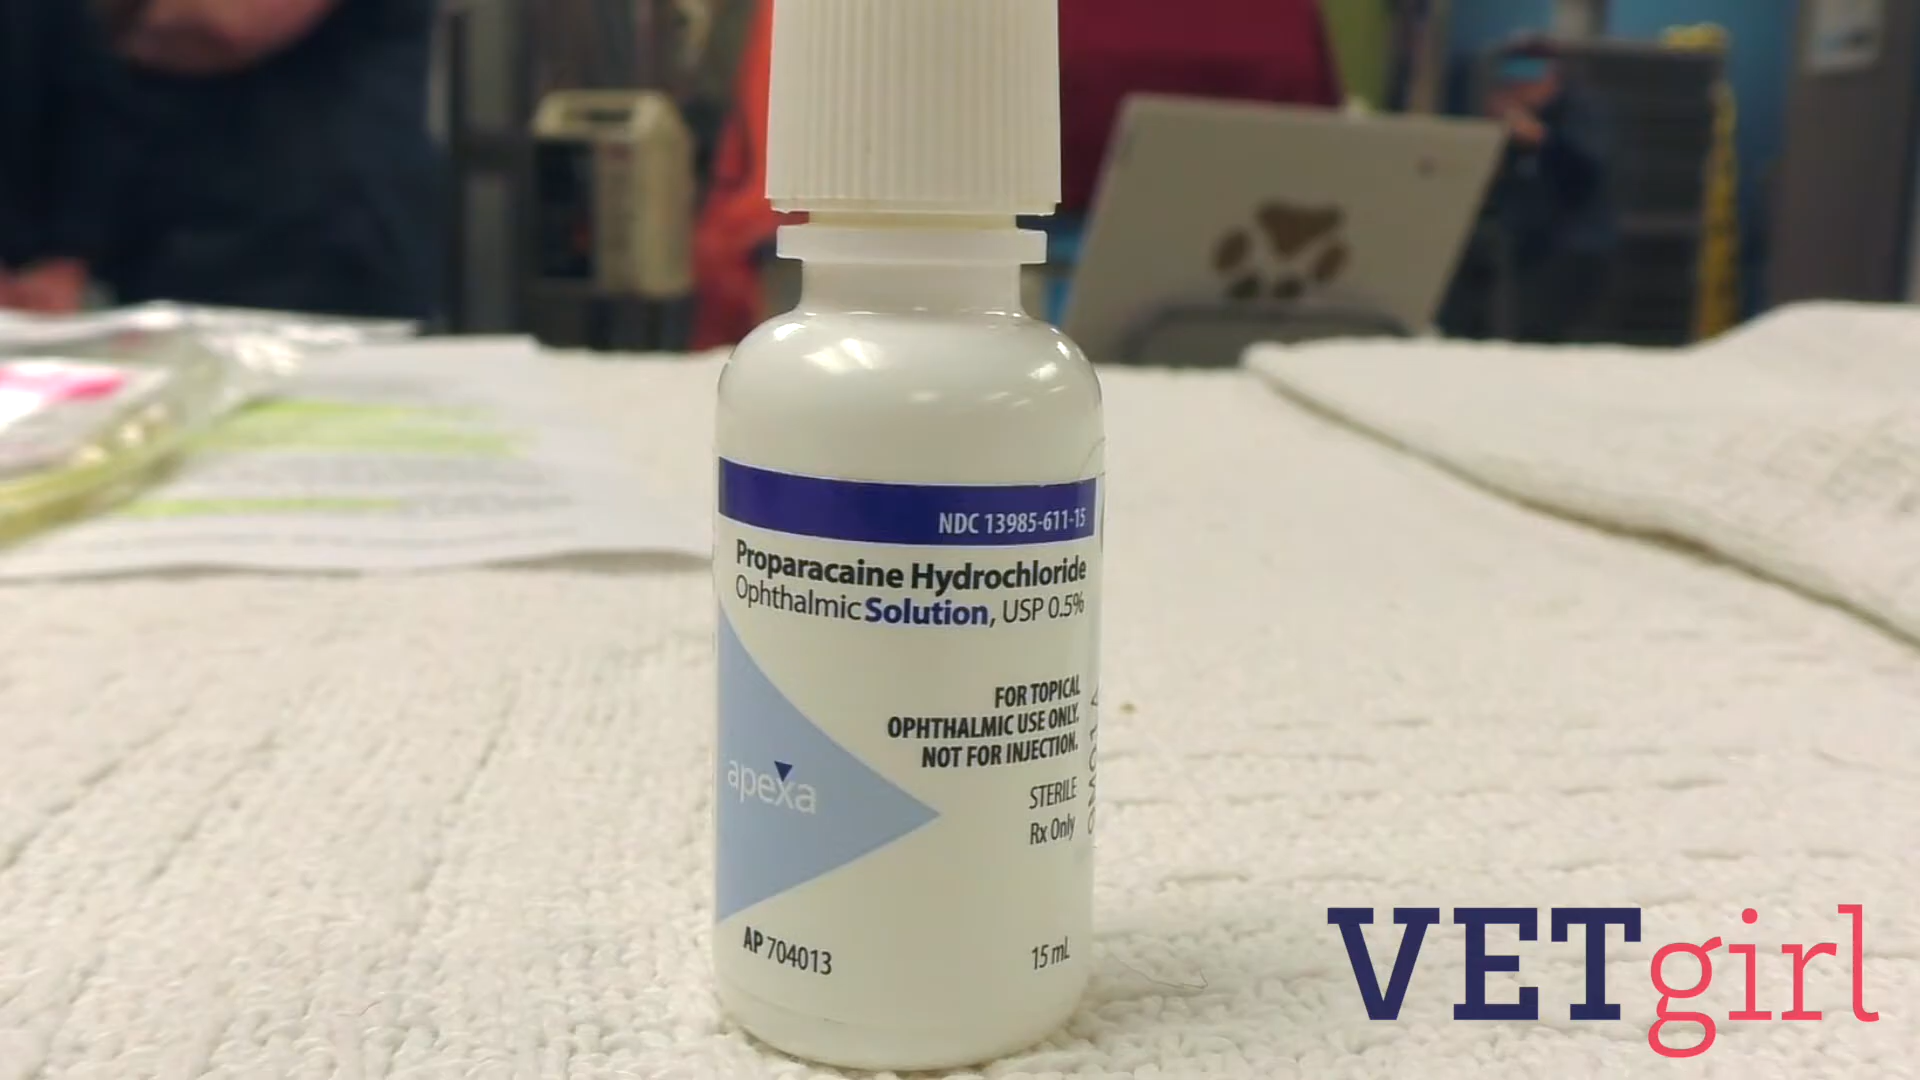 NDC 13985-611-15
Proparacaine Hydrochloride
Ophthalmic Solution, USP 0.5%
FOR TOPICAL
OPHTHALMIC USE ONLY.
NOT FOR INJECTION.
STERILE
Rx Only
apexa
AP 704013
15 mL
VETgirl